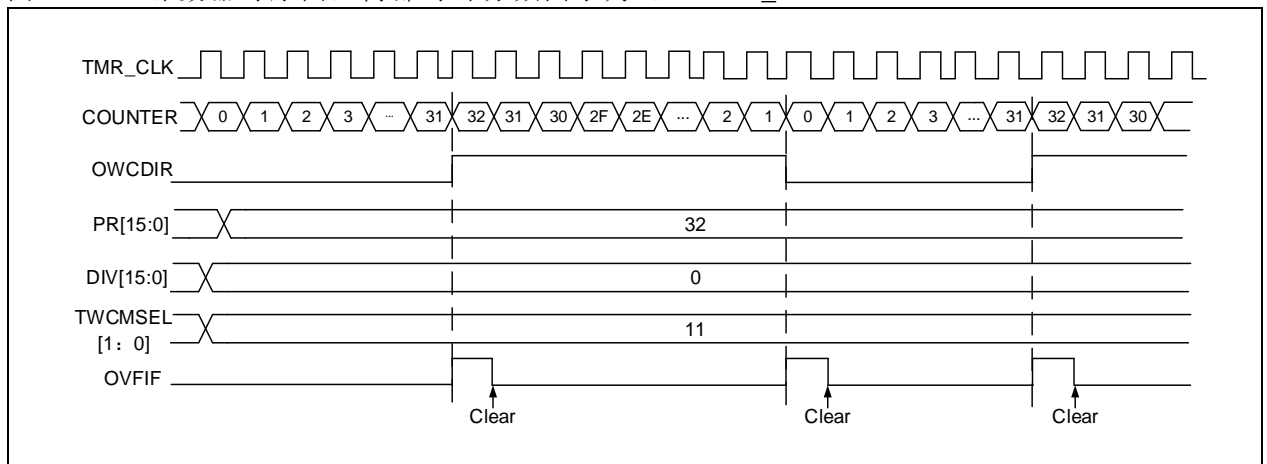 TMR_CLK
COUNTER 0 1 2 3 ... 31 32 31 30 2F 2E ... 2 1 0 1 2 3 ... 31 32 31 30
OWCDIR
PR[15:0] 32
DIV[15:0] 0
TWCMSEL
[1：0] 11
OVFIF
Clear Clear Clear